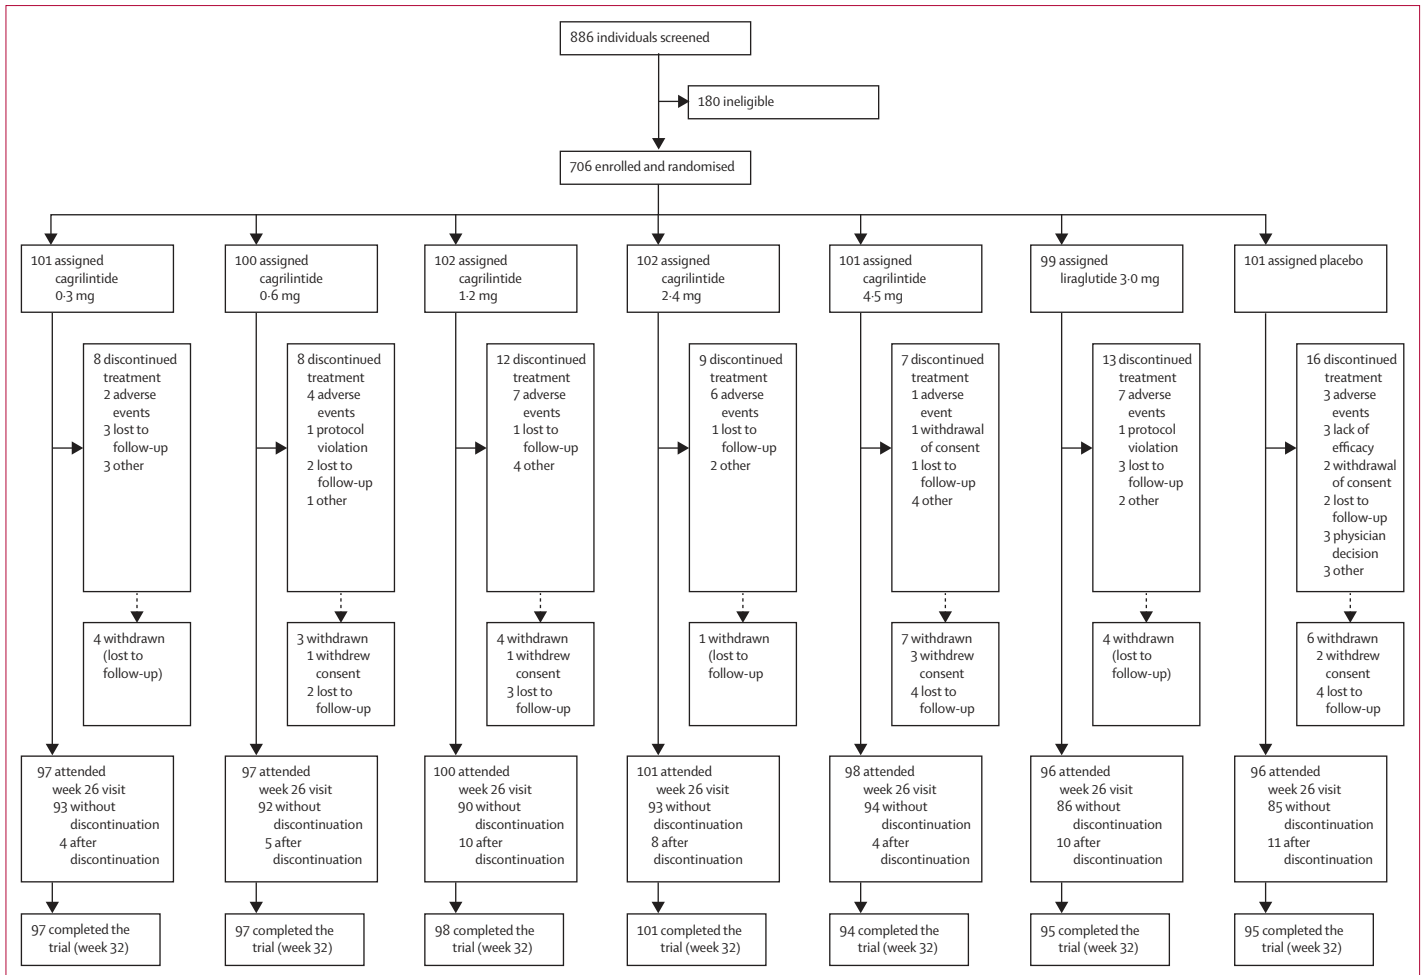 886 individuals screened
180 ineligible
706 enrolled and randomised
101 assigned
cagrilintide
0·3 mg
100 assigned
cagrilintide
0·6 mg
102 assigned
cagrilintide
1·2 mg
102 assigned
cagrilintide
2·4 mg
101 assigned
cagrilintide
4·5 mg
99 assigned
liraglutide 3·0 mg
101 assigned placebo
8 discontinued
treatment
2 adverse
events
3 lost to
follow-up
3 other
8 discontinued
treatment
4 adverse
events
1 protocol
violation
2 lost to
follow-up
1 other
12 discontinued
treatment
7 adverse
events
1 lost to
follow-up
4 other
9 discontinued
treatment
6 adverse
events
1 lost to
follow-up
2 other
7 discontinued
treatment
1 adverse
event
1 withdrawal
of consent
1 lost to
follow-up
4 other
13 discontinued
treatment
7 adverse
events
1 protocol
violation
3 lost to
follow-up
2 other
16 discontinued
treatment
3 adverse
events
3 lack of
efficacy
2 withdrawal
of consent
2 lost to
follow-up
3 physician
decision
3 other
4 withdrawn
(lost to
follow-up)
3 withdrawn
1 withdrew
consent
2 lost to
follow-up
4 withdrawn
1 withdrew
consent
3 lost to
follow-up
1 withdrawn
(lost to
follow-up
7 withdrawn
3 withdrew
consent
4 lost to
follow-up
4 withdrawn
(lost to
follow-up)
6 withdrawn
2 withdrew
consent
4 lost to
follow-up
97 attended
week 26 visit
93 without
discontinuation
4 after
discontinuation
97 attended
week 26 visit
92 without
discontinuation
5 after
discontinuation
100 attended
week 26 visit
90 without
discontinuation
10 after
discontinuation
101 attended
week 26 visit
93 without
discontinuation
8 after
discontinuation
98 attended
week 26 visit
94 without
discontinuation
4 after
discontinuation
96 attended
week 26 visit
86 without
discontinuation
10 after
discontinuation
96 attended
week 26 visit
85 without
discontinuation
11 after
discontinuation
97 completed the
trial (week 32)
97 completed the
trial (week 32)
98 completed the
trial (week 32)
101 completed the
trial (week 32)
94 completed the
trial (week 32)
95 completed the
trial (week 32)
95 completed the
trial (week 32)